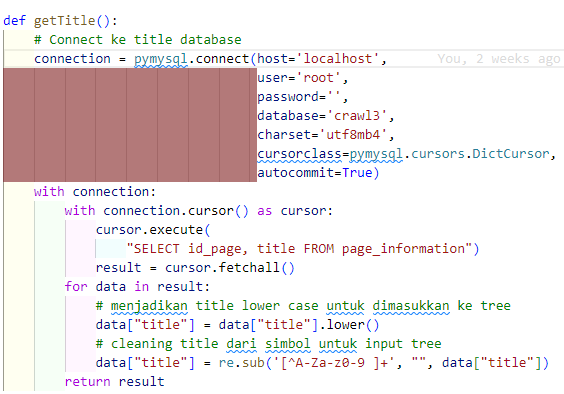 def getTitle():
    # Connect ke title database
    connection = pymysql.connect(host='localhost', You, 2 weeks ago
                                 user='root',
                                 password='',
                                 database='crawl3',
                                 charset='utf8mb4',
                                 cursorclass=pymysql.cursors.DictCursor,
                                 autocommit=True)
    with connection:
        with connection.cursor() as cursor:
            cursor.execute(
                "SELECT id_page, title FROM page_information")
            result = cursor.fetchall()
        for data in result:
            # menjadikan title lower case untuk dimasukkan ke tree
            data["title"] = data["title"].lower()
            # cleaning title dari simbol untuk input tree
            data["title"] = re.sub('[^A-Za-z0-9 ]+', "", data["title"])
        return result